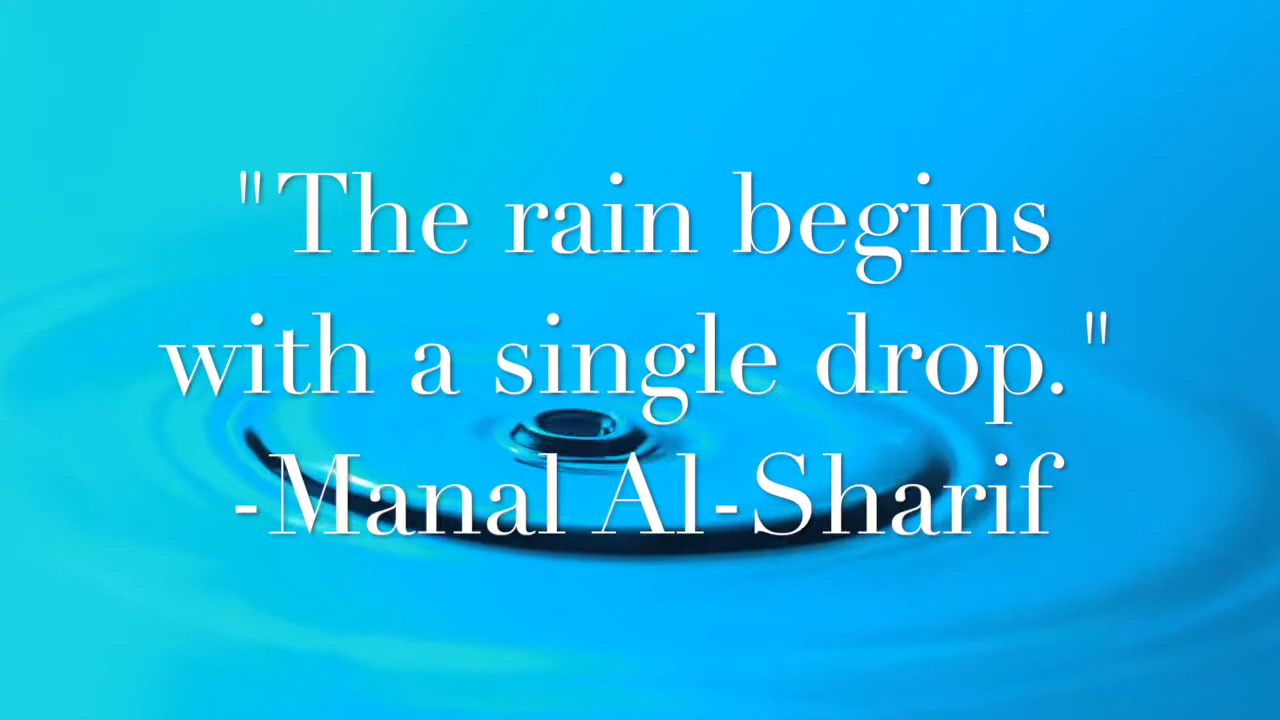 "The rain begins
with a single drop."
-Manal Al-Sharif